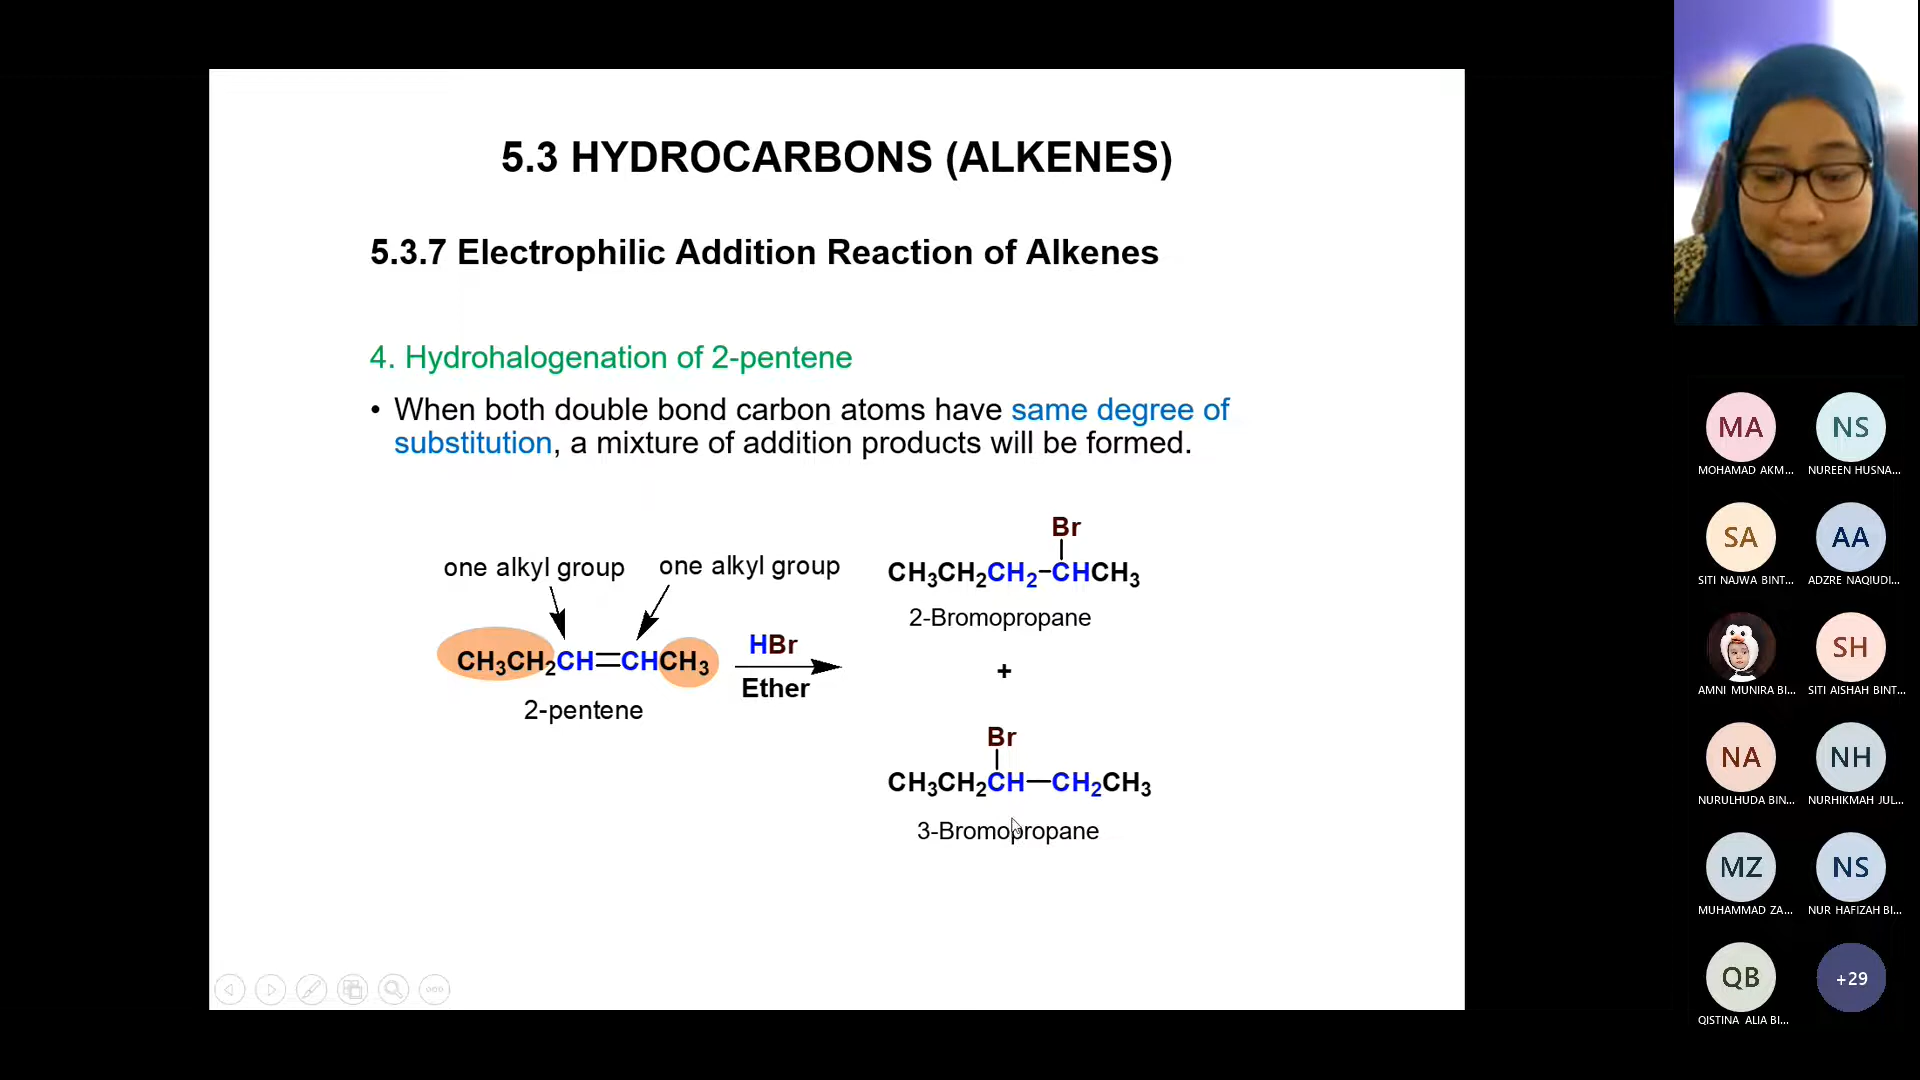 5.3 HYDROCARBONS (ALKENES)
5.3.7 Electrophilic Addition Reaction of Alkenes
4. Hydrohalogenation of 2-pentene
• When both double bond carbon atoms have same degree of
substitution, a mixture of addition products will be formed.
one alkyl group one alkyl group
CH₃CH₂CH=CHCH₃
2-pentene
HBr
Ether
Br
CH₃CH₂CH₂–CHCH₃
2-Bromopropane
+
Br
CH₃CH₂CH—CH₂CH₃
3-Bromopropane
MA NS
MOHAMAD AKM... NUREEN HUSNA...
SA AA
SITI NAJWA BINT... ADZRE NAQIUDI...
SH
AMNI MUNIRA BI... SITI AISHAH BINT...
NA NH
NURULHUDA BIN... NURHIKMAH JUL...
MZ NS
MUHAMMAD ZA... NUR HAFIZAH BI...
QB +29
QISTINA ALIA BI...